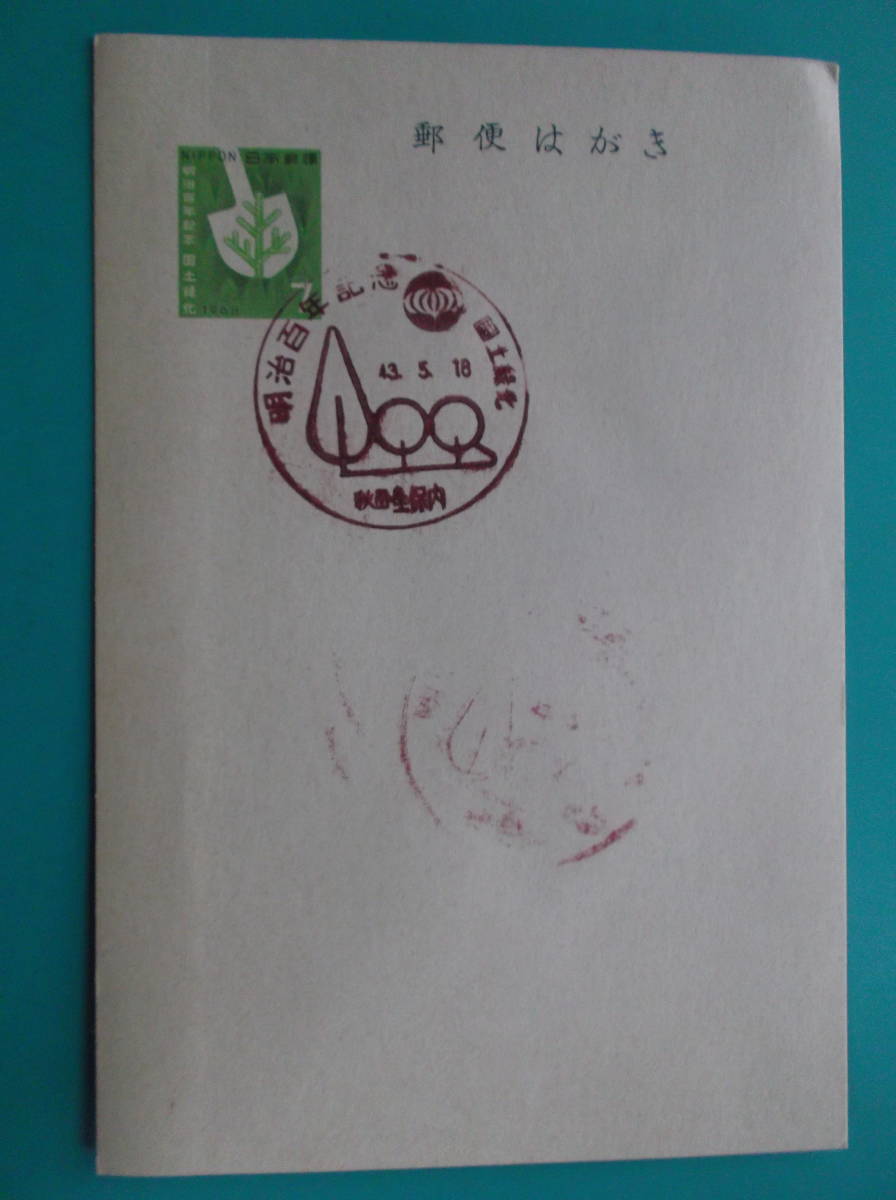 郵便はがき
NIPPON 日本郵便
明治百年記念 国土緑化
1968
7
明治百年記念 国土緑化
43. 5. 18
秋田生保内